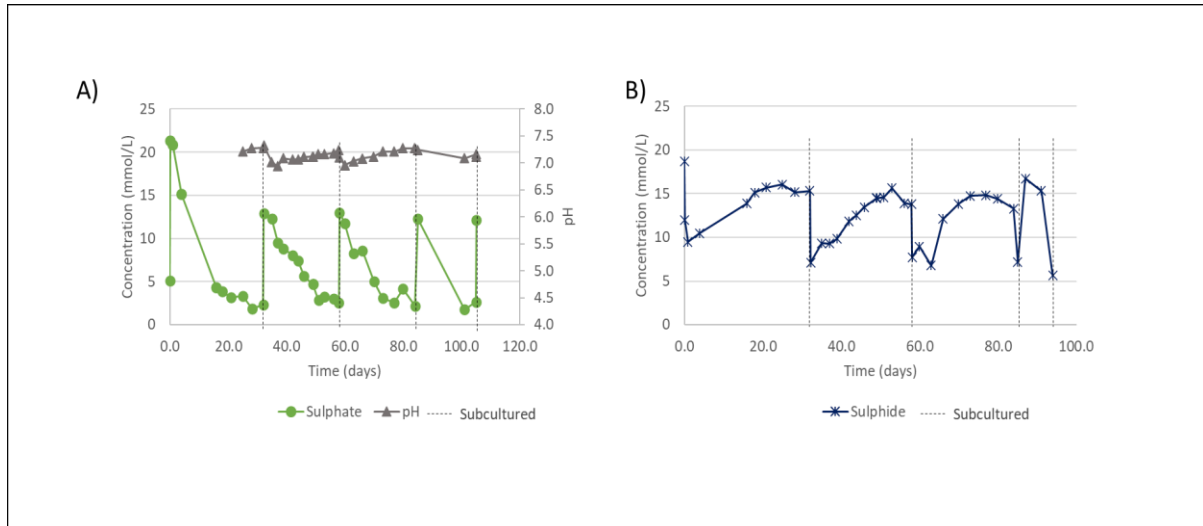 A)
25
20
15
10
5
0
Concentration (mmol/L)
8.0
7.5
7.0
6.5
6.0
5.5
5.0
4.5
4.0
pH
0.0 20.0 40.0 60.0 80.0 100.0 120.0
Time (days)
Sulphate pH Subcultured
B)
25
20
15
10
5
0
Concentration (mmol/L)
0.0 20.0 40.0 60.0 80.0 100.0
Time (days)
Sulphide Subcultured